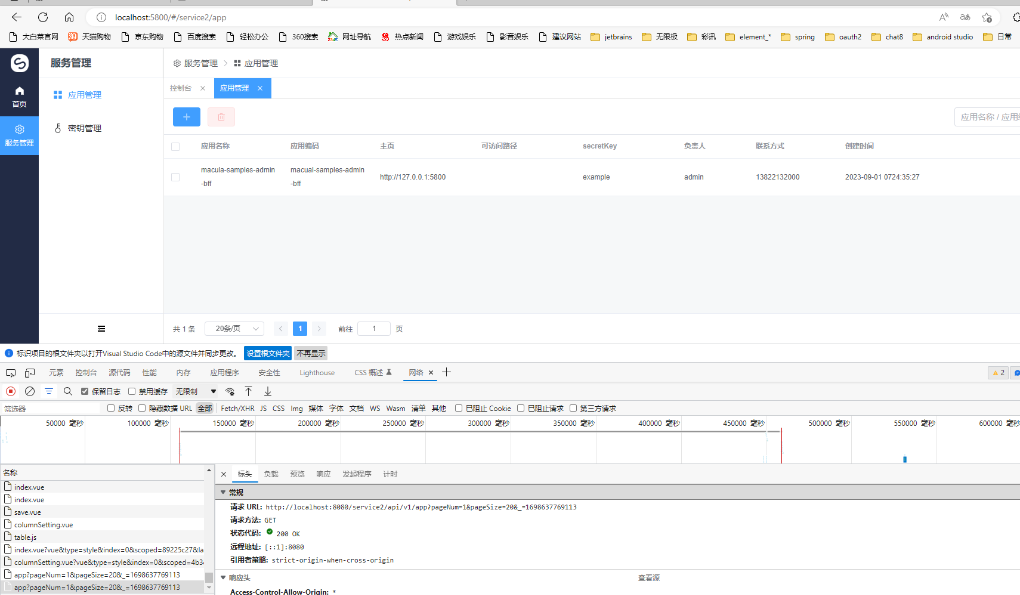 localhost:5800/#/service2/app
大白菜官网 天猫购物 京东购物 百度搜索 轻松办公 360搜索 网址导航 热点新闻 游戏娱乐 影音娱乐 建议网站 jetbrains 无限极 彩讯 element_* spring oauth2 chat8 android studio 日常
服务管理
服务管理 > 应用管理
首页
服务管理
应用管理
密钥管理
控制台 × 应用管理 ×
应用名称 / 应用
应用名称 应用编码 主页 可访问路径 secretKey 负责人 联系方式 创建时间
macula-samples-admin-bff macual-samples-admin-bff http://127.0.0.1:5800 example admin 13822132000 2023-09-01 0724:35:27
共 1 条 20条/页 < 1 > 前往 1 页
标识项目的根文件夹以打开Visual Studio Code中的源文件并同步更改。 设置根文件夹 不再显示
元素 控制台 源代码 性能 内存 应用程序 安全性 Lighthouse CSS 概述 网络 × + 2
保留日志 禁用缓存 无限制
筛选器 反转 隐藏数据 URL 全部 Fetch/XHR JS CSS Img 媒体 字体 文档 WS Wasm 清单 其他 已阻止 Cookie 已阻止请求 第三方请求
50000 毫秒 100000 毫秒 150000 毫秒 200000 毫秒 250000 毫秒 300000 毫秒 350000 毫秒 400000 毫秒 450000 毫秒 500000 毫秒 550000 毫秒 600000 毫秒
名称
index.vue
index.vue
save.vue
columnSetting.vue
table.js
index.vue?vue&type=style&index=0&scoped=89225c27&la
columnSetting.vue?vue&type=style&index=0&scoped=4b3
app?pageNum=1&pageSize=20&_=1698637769113
app?pageNum=1&pageSize=20&_=1698637769113
× 标头 负载 预览 响应 发起程序 计时
▼ 常规
请求 URL: http://localhost:8080/service2/api/v1/app?pageNum=1&pageSize=20&_=1698637769113
请求方法: GET
状态代码: 200 OK
远程地址: [::1]:8080
引用者策略: strict-origin-when-cross-origin
▼ 响应头 查看源
Access-Control-Allow-Origin: *